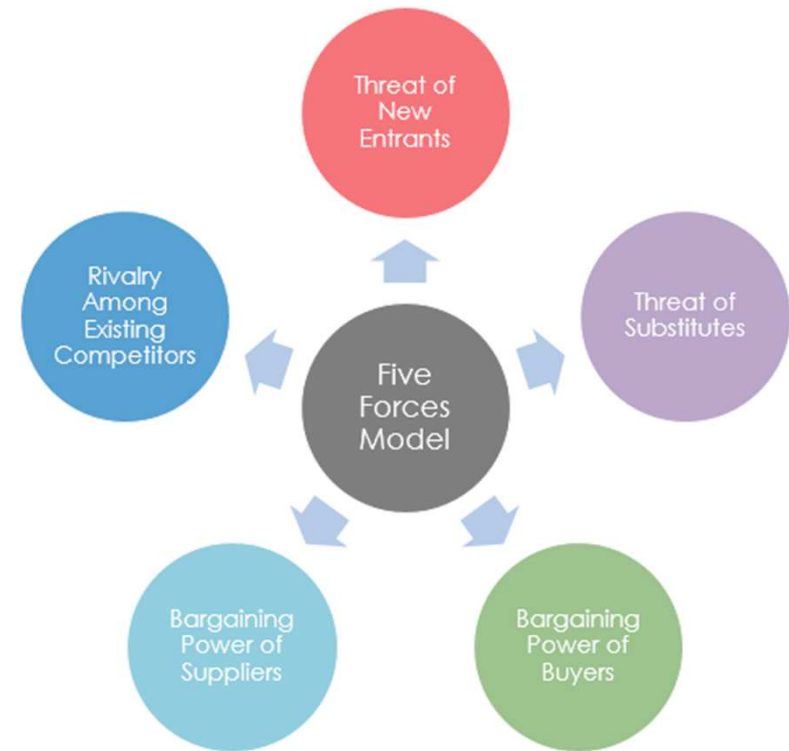 Threat of
New
Entrants
Rivalry
Among
Existing
Competitors
Threat of
Substitutes
Five
Forces
Model
Bargaining
Power of
Suppliers
Bargaining
Power of
Buyers